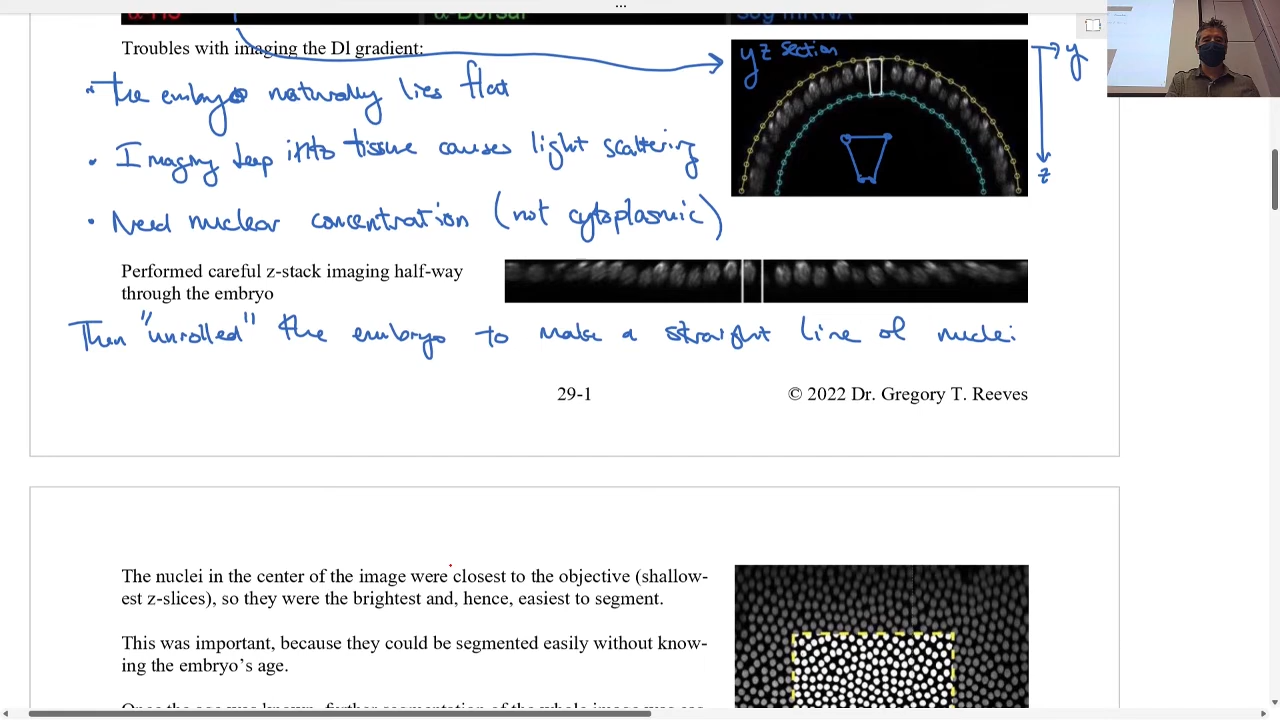 ...
α-Dorsal
sog mRNA
Troubles with imaging the Dl gradient:
yz section
y
z
• The embryo naturally lies flat
• Imaging deep into tissue causes light scattering
• Need nuclear concentration (not cytoplasmic)
Performed careful z-stack imaging half-way
through the embryo
Then "unrolled" the embryo to make a straight line of nuclei
29-1
© 2022 Dr. Gregory T. Reeves
The nuclei in the center of the image were closest to the objective (shallow-
est z-slices), so they were the brightest and, hence, easiest to segment.
This was important, because they could be segmented easily without know-
ing the embryo's age.